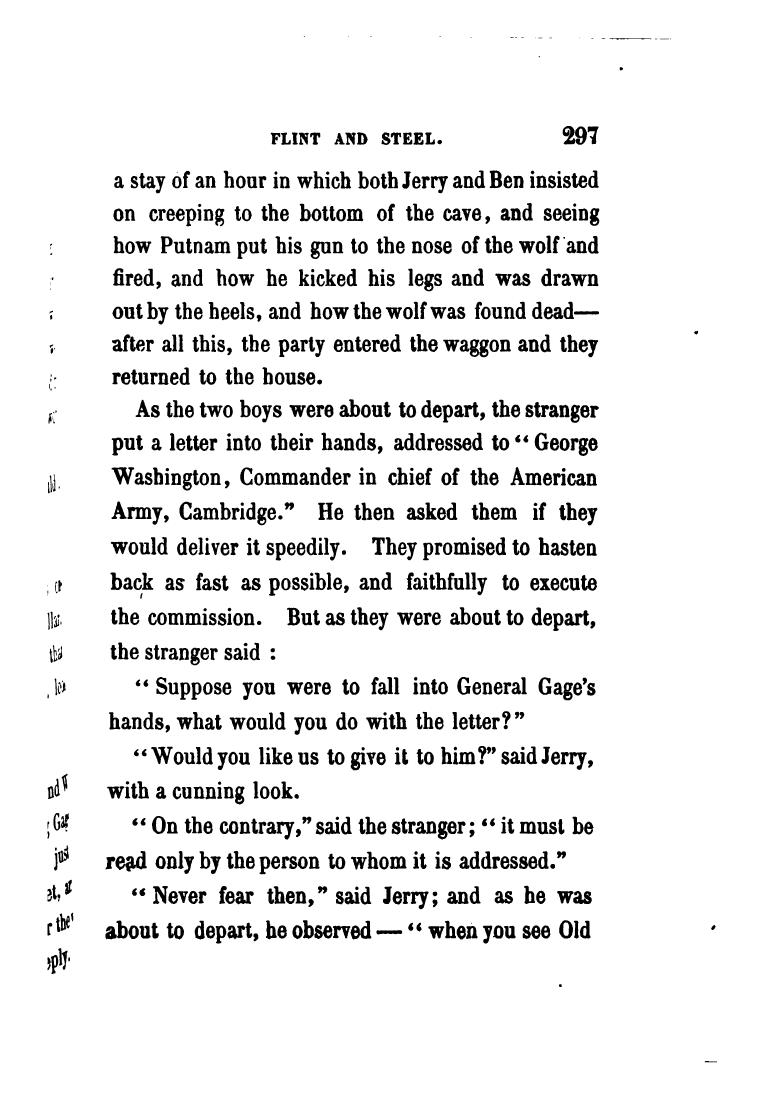 FLINT AND STEEL. 297
a stay of an hour in which both Jerry and Ben insisted
on creeping to the bottom of the cave, and seeing
how Putnam put his gun to the nose of the wolf and
fired, and how he kicked his legs and was drawn
out by the heels, and how the wolf was found dead—
after all this, the party entered the waggon and they
returned to the house.
As the two boys were about to depart, the stranger
put a letter into their hands, addressed to “ George
Washington, Commander in chief of the American
Army, Cambridge.” He then asked them if they
would deliver it speedily. They promised to hasten
back as fast as possible, and faithfully to execute
the commission. But as they were about to depart,
the stranger said :
“ Suppose you were to fall into General Gage’s
hands, what would you do with the letter?”
“ Would you like us to give it to him?” said Jerry,
with a cunning look.
“ On the contrary,” said the stranger; “ it must be
read only by the person to whom it is addressed.”
“ Never fear then,” said Jerry; and as he was
about to depart, he observed — “ when you see Old